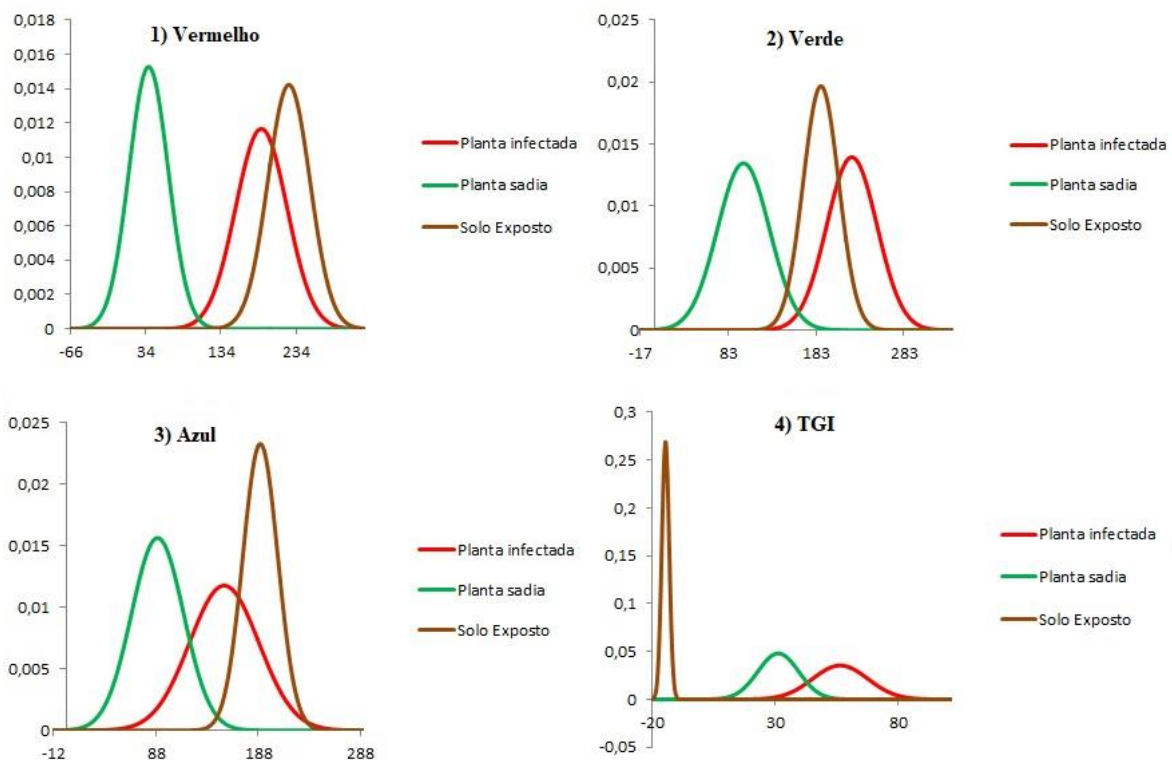 1) Vermelho
0,018
0,016
0,014
0,012
0,01
0,008
0,006
0,004
0,002
0
-66
34
134
234
Planta infectada
Planta sadia
Solo Exposto
2) Verde
0,025
0,02
0,015
0,01
0,005
0
-17
83
183
283
Planta infectada
Planta sadia
Solo Exposto
3) Azul
0,025
0,02
0,015
0,01
0,005
0
-12
88
188
288
Planta infectada
Planta sadia
Solo Exposto
4) TGI
0,3
0,25
0,2
0,15
0,1
0,05
0
-0,05
-20
30
80
Planta infectada
Planta sadia
Solo Exposto